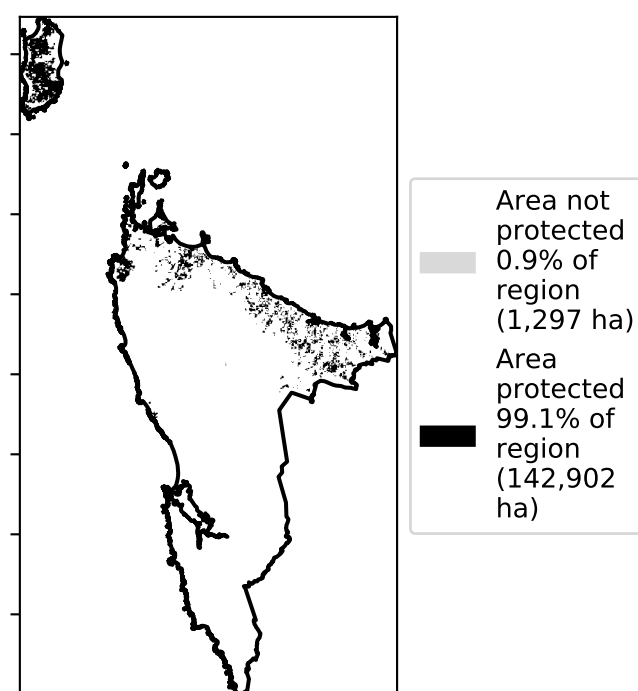 Area not
protected
0.9% of
region
(1,297 ha)
Area
protected
99.1% of
region
(142,902
ha)